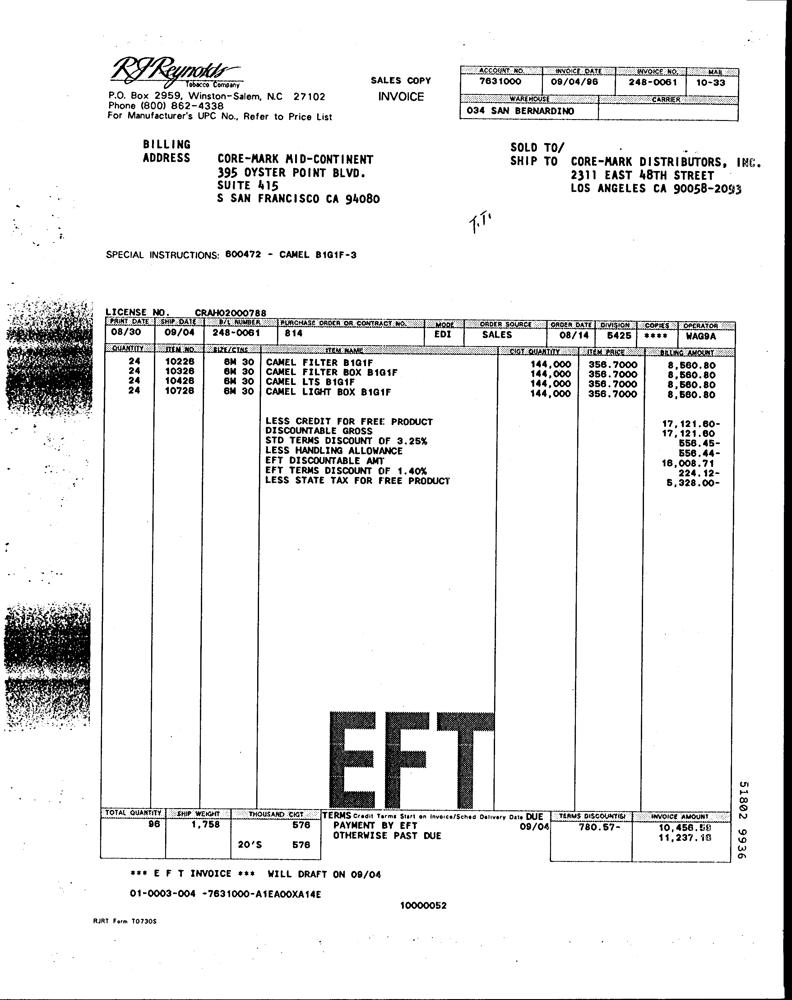 RJReynolds
Tobacco Company
P.O. Box 2959, Winston-Salem, N.C 27102
Phone (800) 862-4338
For Manufacturer's UPC No., Refer to Price List
SALES COPY
INVOICE
ACCOUNT NO. INVOICE DATE INVOICE NO. MAB
7631000 09/04/96 248-0061 10-33
WAREHOUSE CARRIER
034 SAN BERNARDINO
BILLING
ADDRESS
CORE-MARK MID-CONTINENT
395 OYSTER POINT BLVD.
SUITE 415
S SAN FRANCISCO CA 94080
SOLD TO/
SHIP TO CORE-MARK DISTRIBUTORS, INC.
2311 EAST 48TH STREET
LOS ANGELES CA 90058-2093
T.T.
SPECIAL INSTRUCTIONS: 600472 - CAMEL B1G1F-3
LICENSE NO. CRAH02000788
PRINT DATE SHIP DATE B/L NUMBER PURCHASE ORDER OR CONTRACT NO. MODE ORDER SOURCE ORDER DATE DIVISION COPIES OPERATOR
08/30 09/04 248-0061 814 EDI SALES 08/14 5425 **** WAG9A
QUANTITY ITEM NO. SIZE/CTNS ITEM NAME CIGT QUANTITY ITEM PRICE BILLING AMOUNT
24 10226 6M 30 CAMEL FILTER B1G1F 144,000 356.7000 8,560.80
24 10326 6M 30 CAMEL FILTER BOX B1G1F 144,000 356.7000 8,560.80
24 10426 6M 30 CAMEL LTS B1G1F 144,000 356.7000 8,560.80
24 10726 6M 30 CAMEL LIGHT BOX B1G1F 144,000 356.7000 8,560.80
LESS CREDIT FOR FREE PRODUCT 17,121.60-
DISCOUNTABLE GROSS 17,121.60
STD TERMS DISCOUNT OF 3.25% 556.45-
LESS HANDLING ALLOWANCE 556.44-
EFT DISCOUNTABLE AMT 16,008.71
EFT TERMS DISCOUNT OF 1.40% 224.12-
LESS STATE TAX FOR FREE PRODUCT 5,328.00-
EFT
TOTAL QUANTITY SHIP WEIGHT THOUSAND CIGT TERMS Credit Terms Start on Invoice/Sched Delivery Date DUE TERMS DISCOUNT(S) INVOICE AMOUNT
96 1,758 576 PAYMENT BY EFT 09/04 780.57- 10,456.59
OTHERWISE PAST DUE 11,237.16
20'S 576
51802 9936
*** E F T INVOICE *** WILL DRAFT ON 09/04
01-0003-004 -7631000-A1EA00XA14E
10000052
RJRT Form T0730S